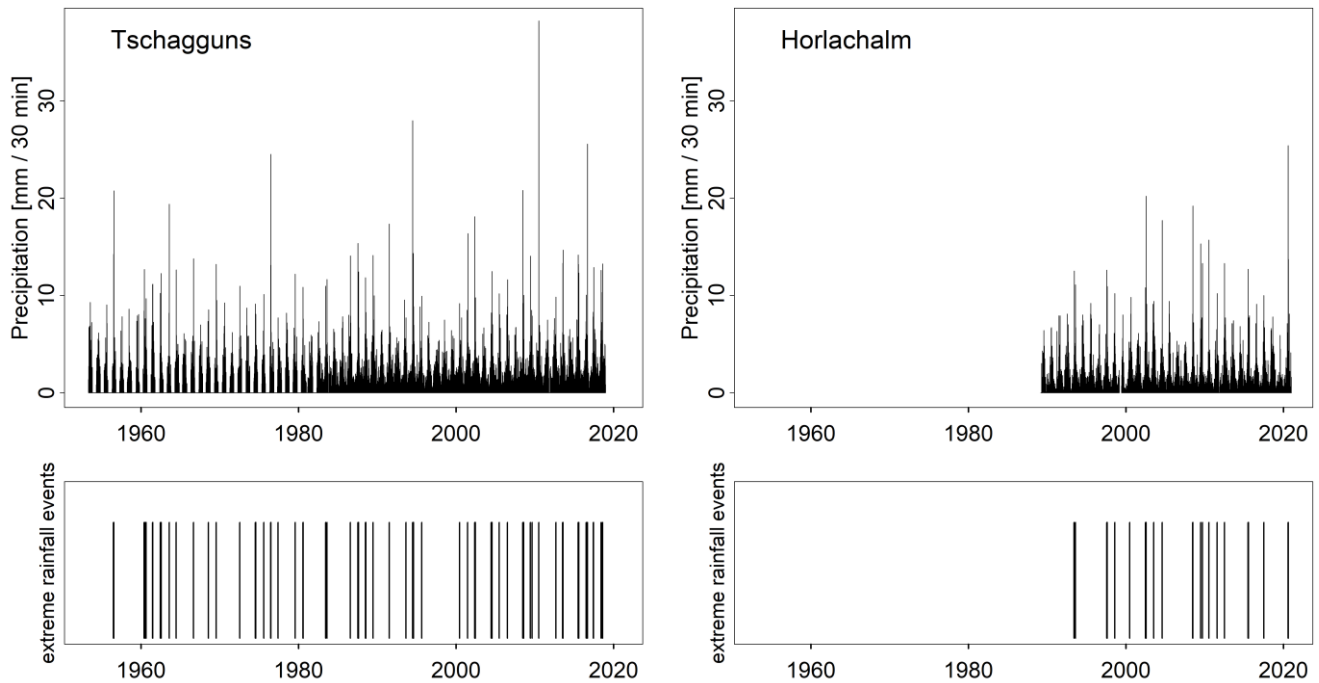 Tschagguns
Precipitation [mm / 30 min]
30
20
10
0
1960 1980 2000 2020
Horlachalm
Precipitation [mm / 30 min]
30
20
10
0
1960 1980 2000 2020
extreme rainfall events
1960 1980 2000 2020
extreme rainfall events
1960 1980 2000 2020